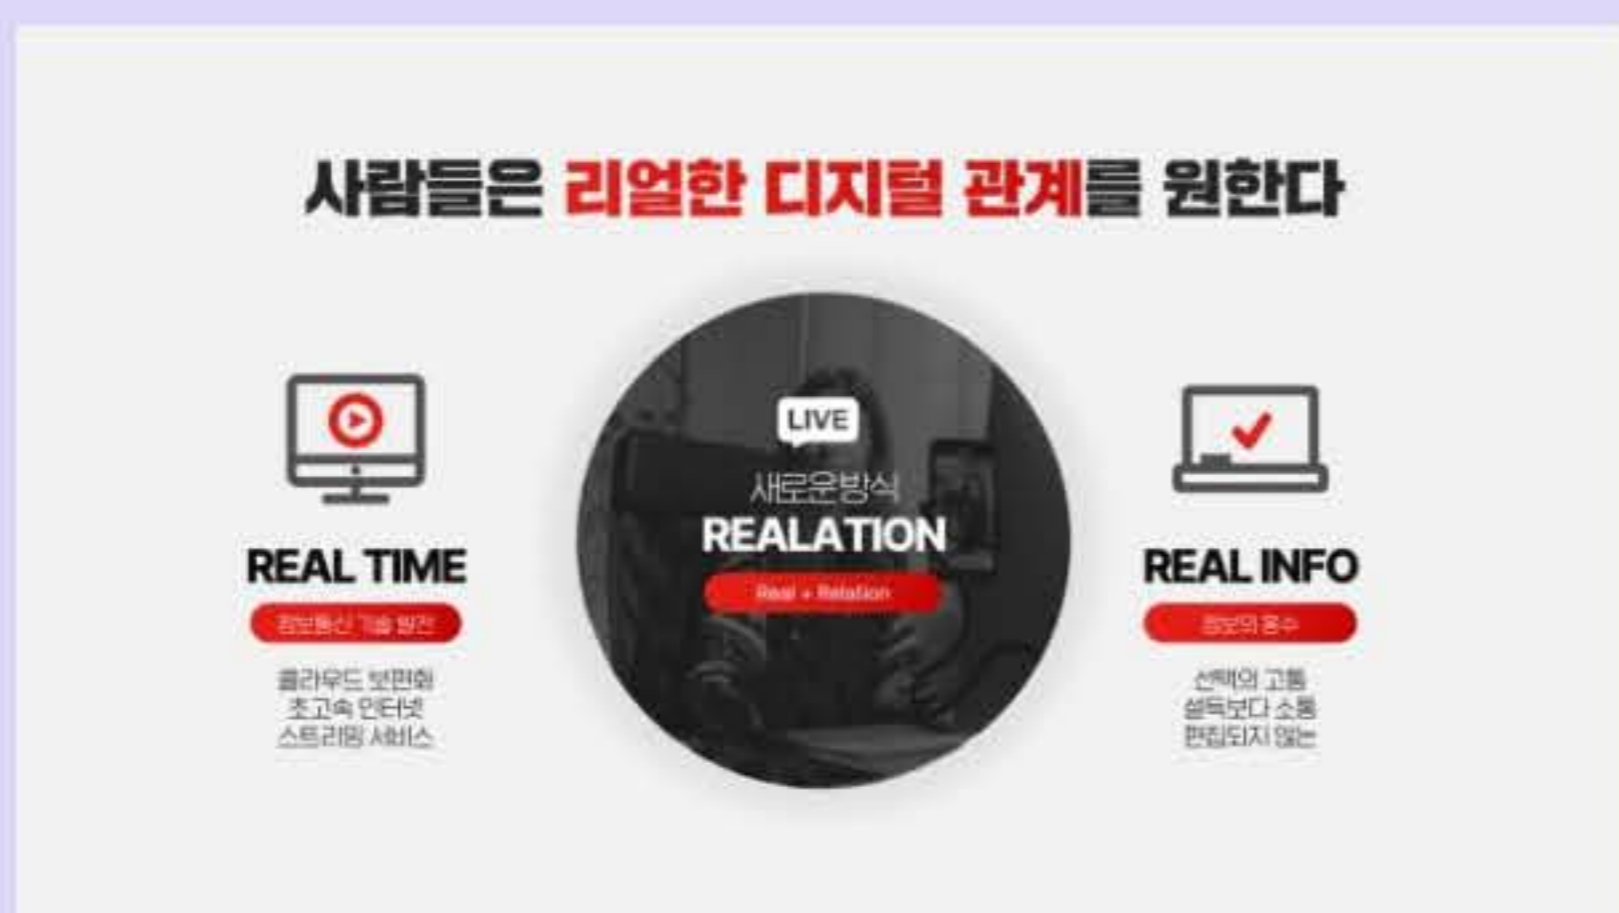 사람들은 리얼한 디지털 관계를 원한다
REAL TIME
정보통신 기술 발전
클라우드 보편화
초고속 인터넷
스트리밍 서비스
LIVE
새로운방식
REALATION
Real + Relation
REAL INFO
정보의 홍수
선택의 고통
설득보다 소통
편집되지 않는